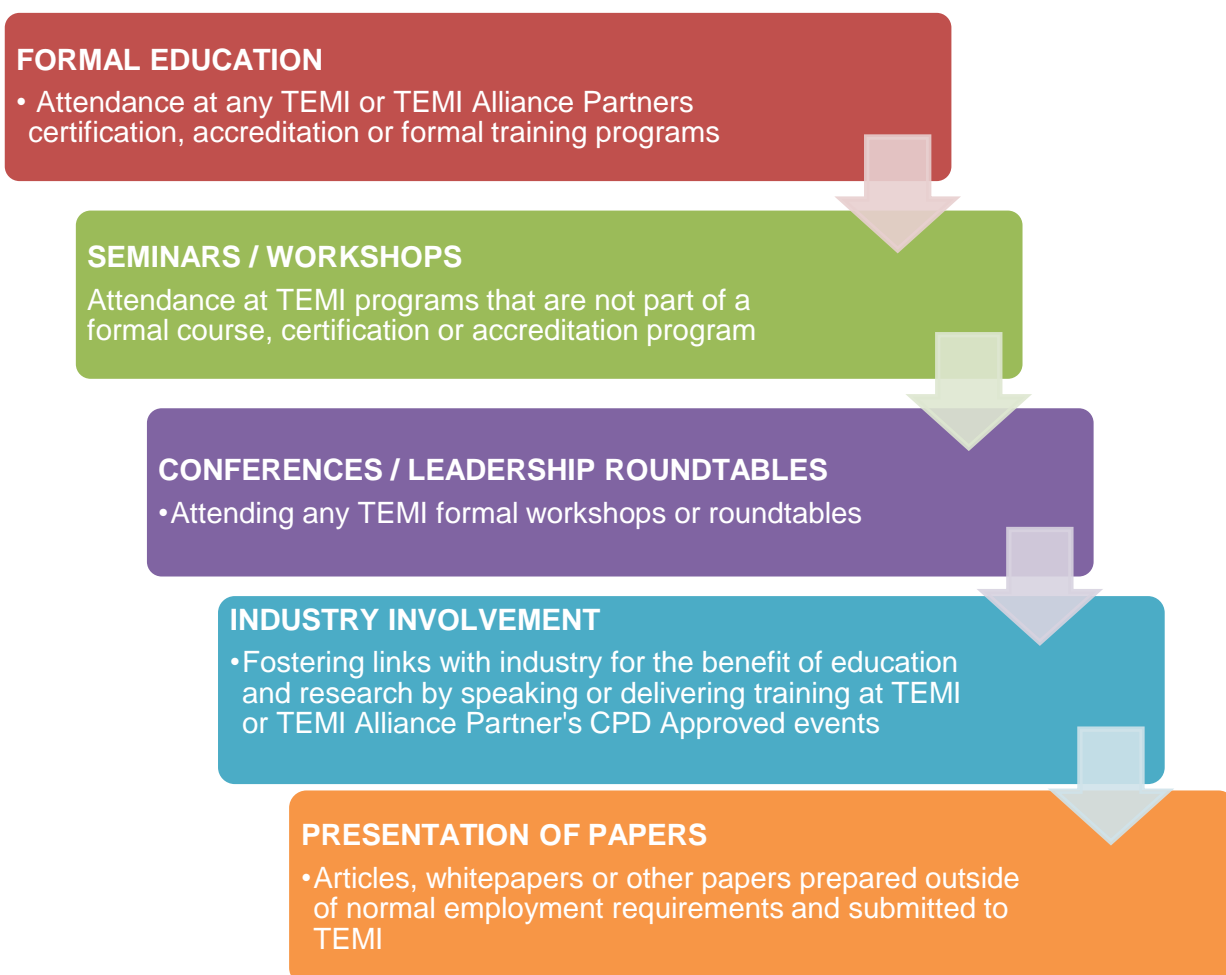 FORMAL EDUCATION
• Attendance at any TEMI or TEMI Alliance Partners
certification, accreditation or formal training programs
SEMINARS / WORKSHOPS
Attendance at TEMI programs that are not part of a
formal course, certification or accreditation program
CONFERENCES / LEADERSHIP ROUNDTABLES
•Attending any TEMI formal workshops or roundtables
INDUSTRY INVOLVEMENT
•Fostering links with industry for the benefit of education
and research by speaking or delivering training at TEMI
or TEMI Alliance Partner's CPD Approved events
PRESENTATION OF PAPERS
•Articles, whitepapers or other papers prepared outside
of normal employment requirements and submitted to
TEMI